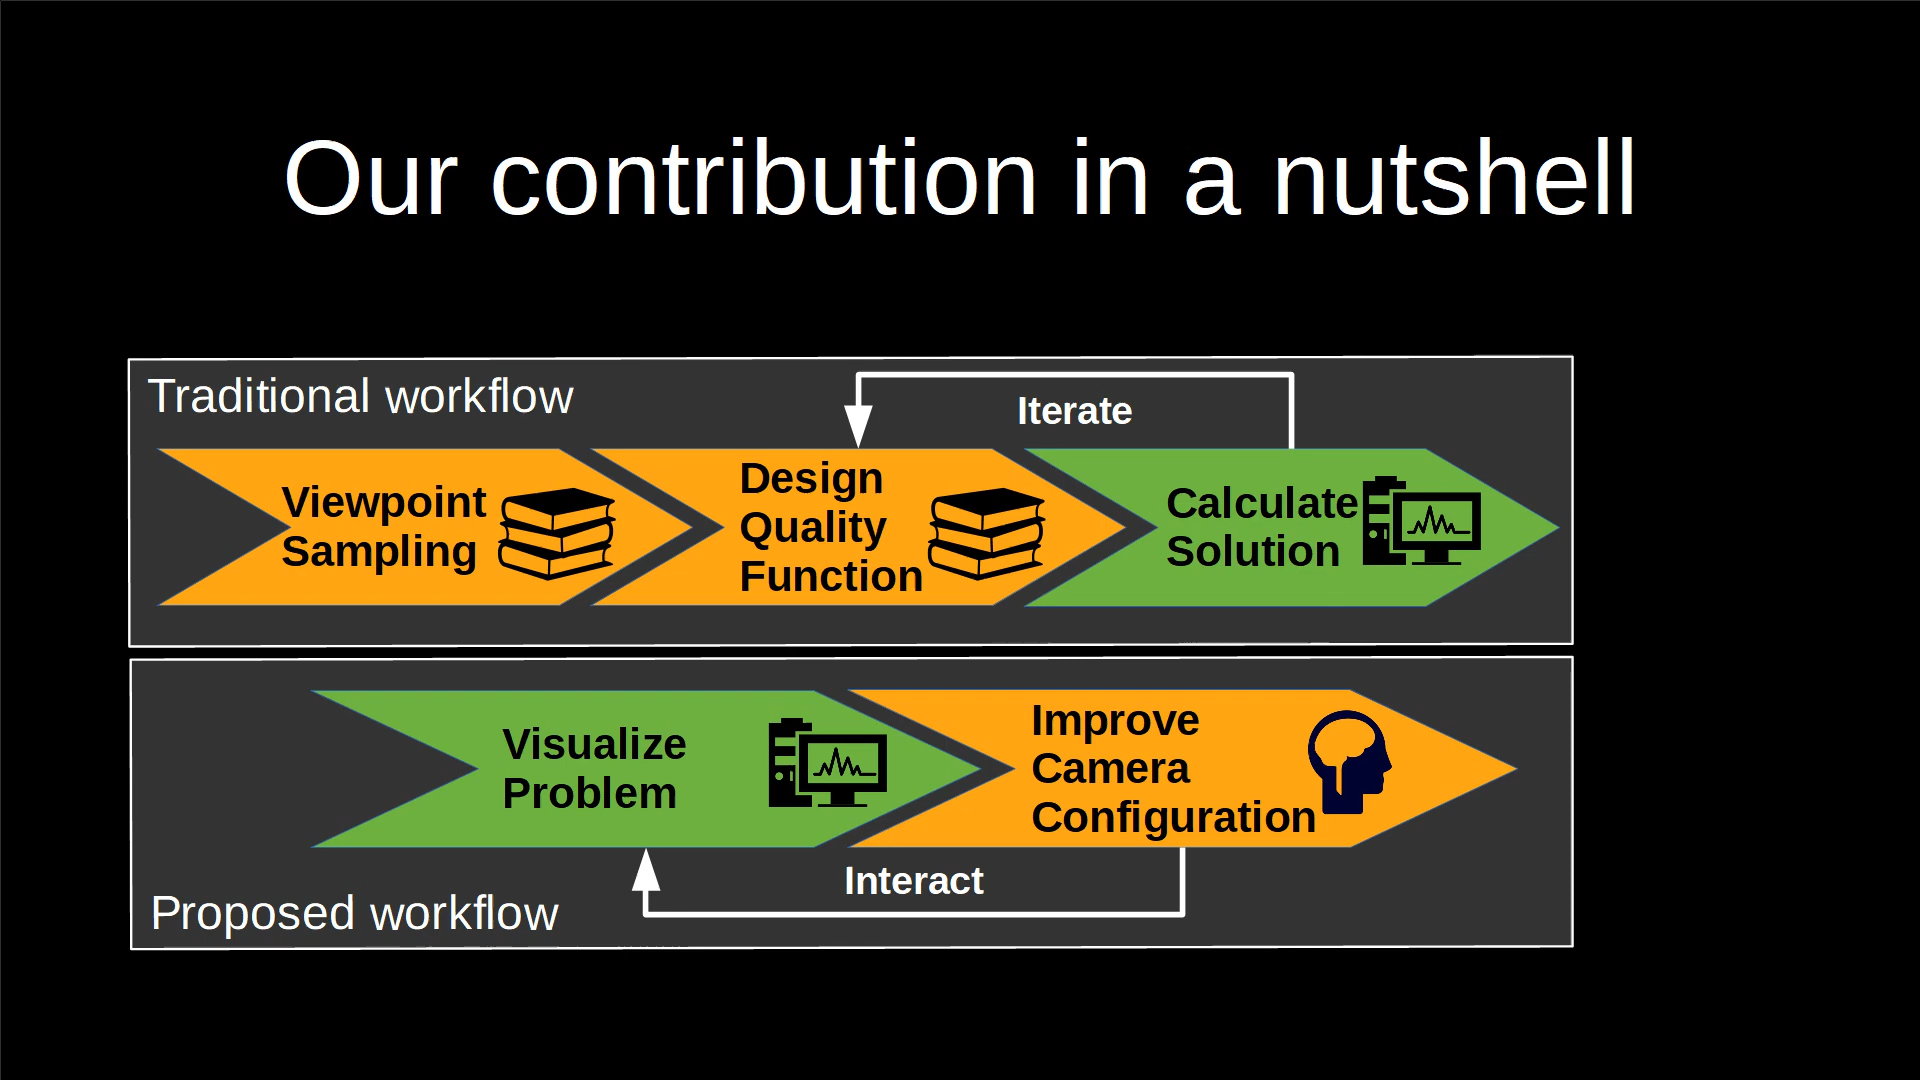 Our contribution in a nutshell
Traditional workflow
Iterate
Viewpoint
Sampling
Design
Quality
Function
Calculate
Solution
Visualize
Problem
Improve
Camera
Configuration
Interact
Proposed workflow